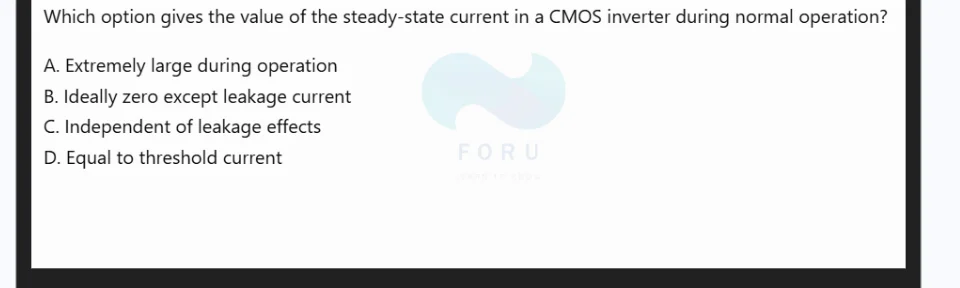 Which option gives the value of the steady-state current in a CMOS inverter during normal operation?
A. Extremely large during operation
B. Ideally zero except leakage current
C. Independent of leakage effects
D. Equal to threshold current
FORU